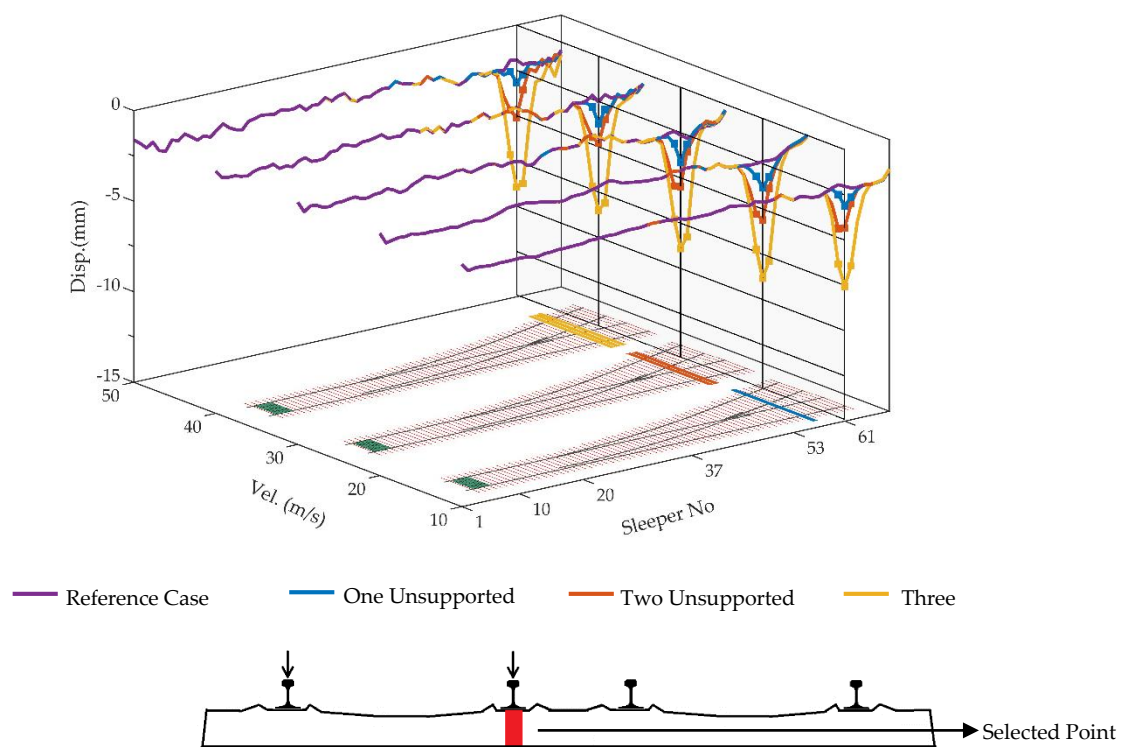 0
-5
-10
-15
Disp.(mm)
50
40
30
20
10
Vel. (m/s)
1
10
20
37
53
61
Sleeper No
Reference Case
One Unsupported
Two Unsupported
Three
Selected Point